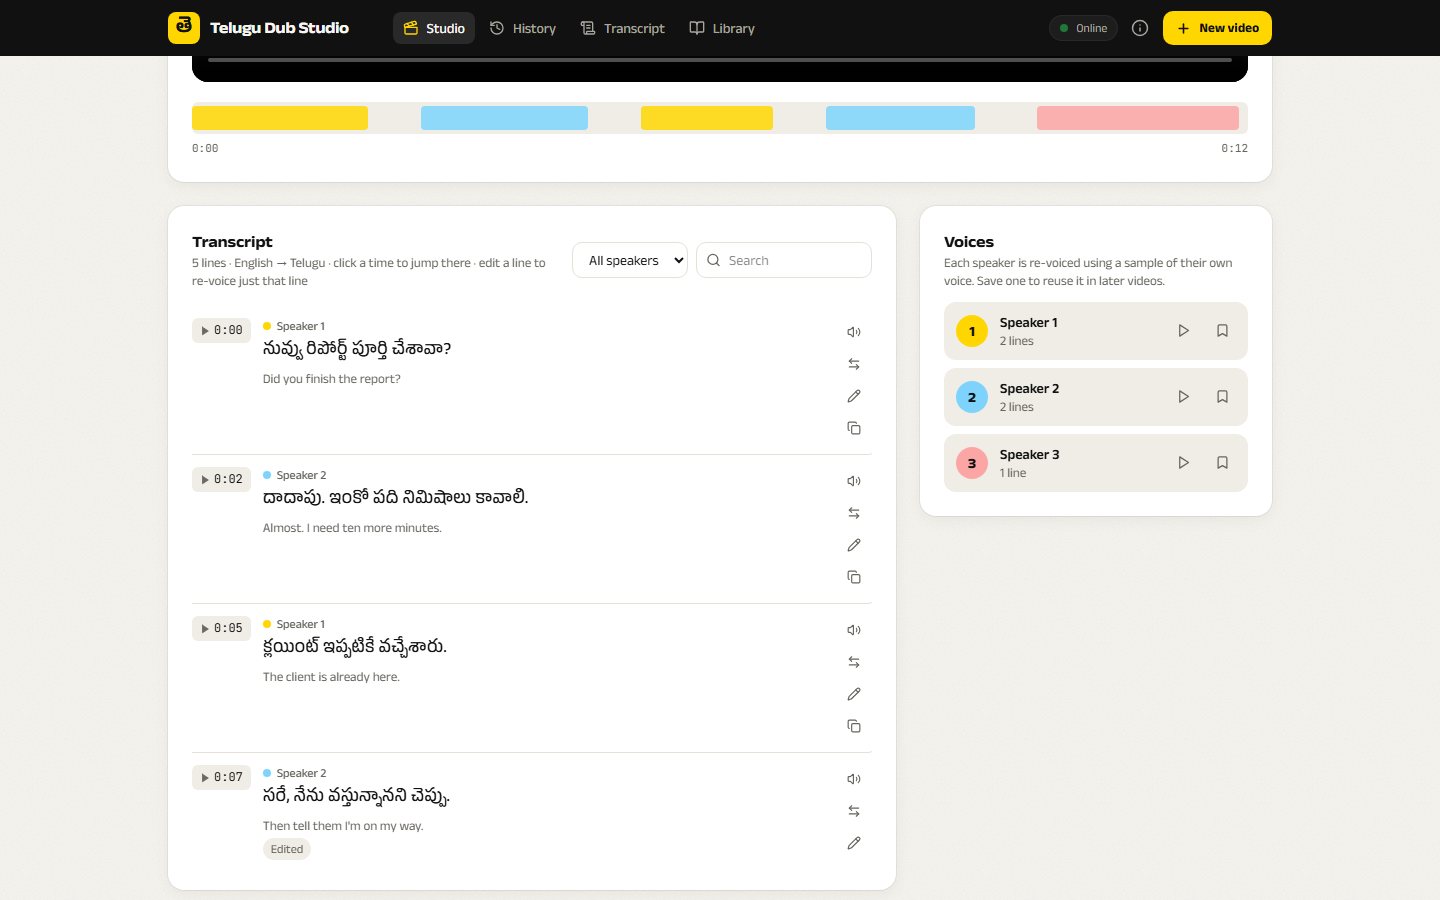 తె Telugu Dub Studio Studio History Transcript Library Online New video
0:00 0:12
Transcript
5 lines · English → Telugu · click a time to jump there · edit a line to
re-voice just that line
All speakers
Search
0:00 Speaker 1
నువ్వు రిపోర్ట్ పూర్తి చేశావా?
Did you finish the report?
0:02 Speaker 2
దాదాపు. ఇంకో పది నిమిషాలు కావాలి.
Almost. I need ten more minutes.
0:05 Speaker 1
క్లయింట్ ఇప్పటికే వచ్చేశారు.
The client is already here.
0:07 Speaker 2
సరే, నేను వస్తున్నానని చెప్పు.
Then tell them I'm on my way.
Edited
Voices
Each speaker is re-voiced using a sample of their own
voice. Save one to reuse it in later videos.
1 Speaker 1
2 lines
2 Speaker 2
2 lines
3 Speaker 3
1 line